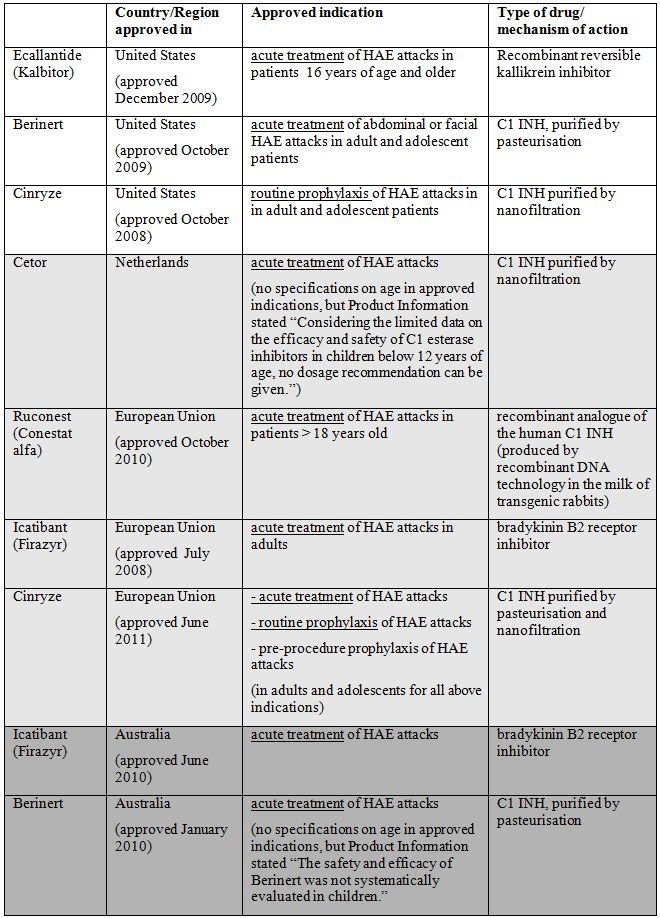 Country/Region approved in
Approved indication
Type of drug/ mechanism of action
Ecallantide (Kalbitor)
United States
(approved December 2009)
acute treatment of HAE attacks in patients 16 years of age and older
Recombinant reversible kallikrein inhibitor
Berinert
United States
(approved October 2009)
acute treatment of abdominal or facial HAE attacks in adult and adolescent patients
C1 INH, purified by pasteurisation
Cinryze
United States
(approved October 2008)
routine prophylaxis of HAE attacks in in adult and adolescent patients
C1 INH purified by nanofiltration
Cetor
Netherlands
acute treatment of HAE attacks
(no specifications on age in approved indications, but Product Information stated “Considering the limited data on the efficacy and safety of C1 esterase inhibitors in children below 12 years of age, no dosage recommendation can be given.”)
C1 INH purified by nanofiltration
Ruconest (Conestat alfa)
European Union
(approved October 2010)
acute treatment of HAE attacks in patients > 18 years old
recombinant analogue of the human C1 INH (produced by recombinant DNA technology in the milk of transgenic rabbits)
Icatibant (Firazyr)
European Union
(approved July 2008)
acute treatment of HAE attacks in adults
bradykinin B2 receptor inhibitor
Cinryze
European Union
(approved June 2011)
- acute treatment of HAE attacks
- routine prophylaxis of HAE attacks
- pre-procedure prophylaxis of HAE attacks
(in adults and adolescents for all above indications)
C1 INH purified by pasteurisation and nanofiltration
Icatibant (Firazyr)
Australia
(approved June 2010)
acute treatment of HAE attacks
bradykinin B2 receptor inhibitor
Berinert
Australia
(approved January 2010)
acute treatment of HAE attacks
(no specifications on age in approved indications, but Product Information stated “The safety and efficacy of Berinert was not systematically evaluated in children.”
C1 INH, purified by pasteurisation